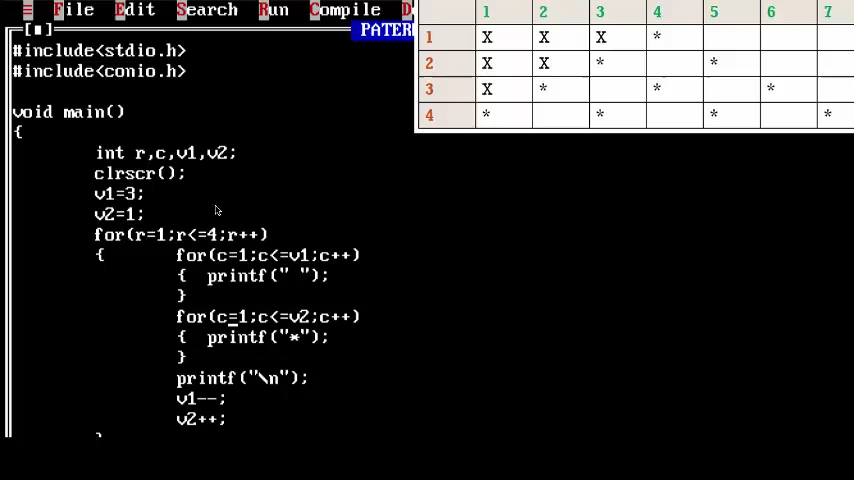 ≡ File Edit Search Run Compile D
[▪] PATER
#include<stdio.h>
#include<conio.h>
void main()
{
int r,c,v1,v2;
clrscr();
v1=3;
v2=1;
for(r=1;r<=4;r++)
{ for(c=1;c<=v1;c++)
{ printf(" ");
}
for(c=1;c<=v2;c++)
{ printf("*");
}
printf("\n");
v1--;
v2++;
1 2 3 4 5 6 7
1 X X X *
2 X X * *
3 X * * *
4 * * * *